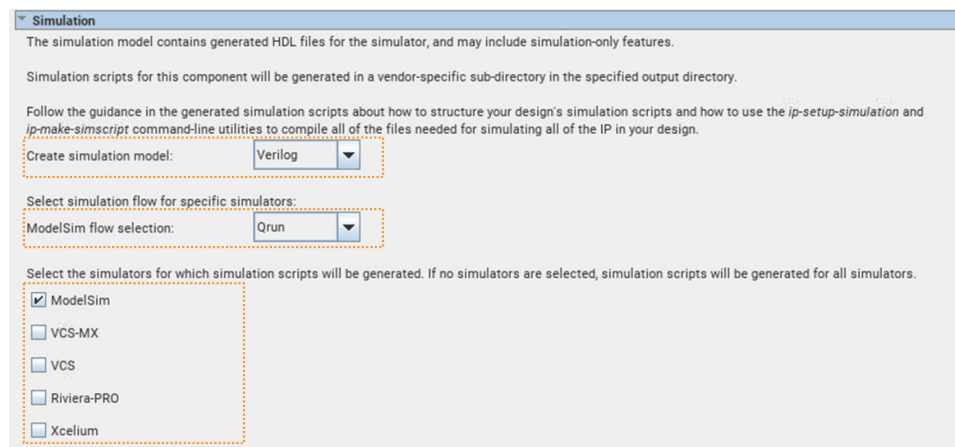 Simulation
The simulation model contains generated HDL files for the simulator, and may include simulation-only features.
Simulation scripts for this component will be generated in a vendor-specific sub-directory in the specified output directory.
Follow the guidance in the generated simulation scripts about how to structure your design's simulation scripts and how to use the ip-setup-simulation and
ip-make-simscript command-line utilities to compile all of the files needed for simulating all of the IP in your design.
Create simulation model: Verilog
Select simulation flow for specific simulators:
ModelSim flow selection: Qrun
Select the simulators for which simulation scripts will be generated. If no simulators are selected, simulation scripts will be generated for all simulators.
ModelSim
VCS-MX
VCS
Riviera-PRO
Xcelium